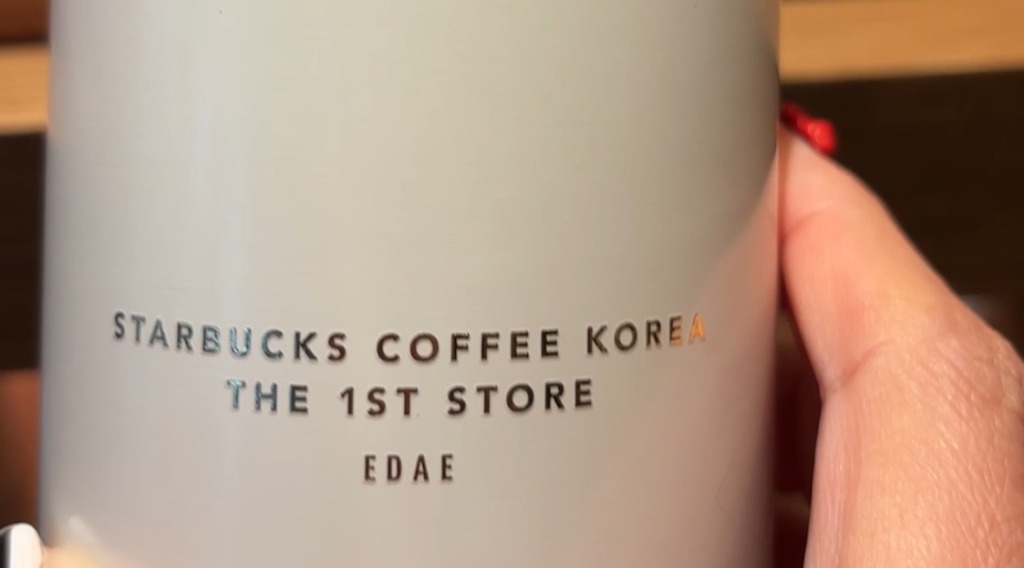 STARBUCKS COFFEE KOREA
THE 1ST STORE
EDAE